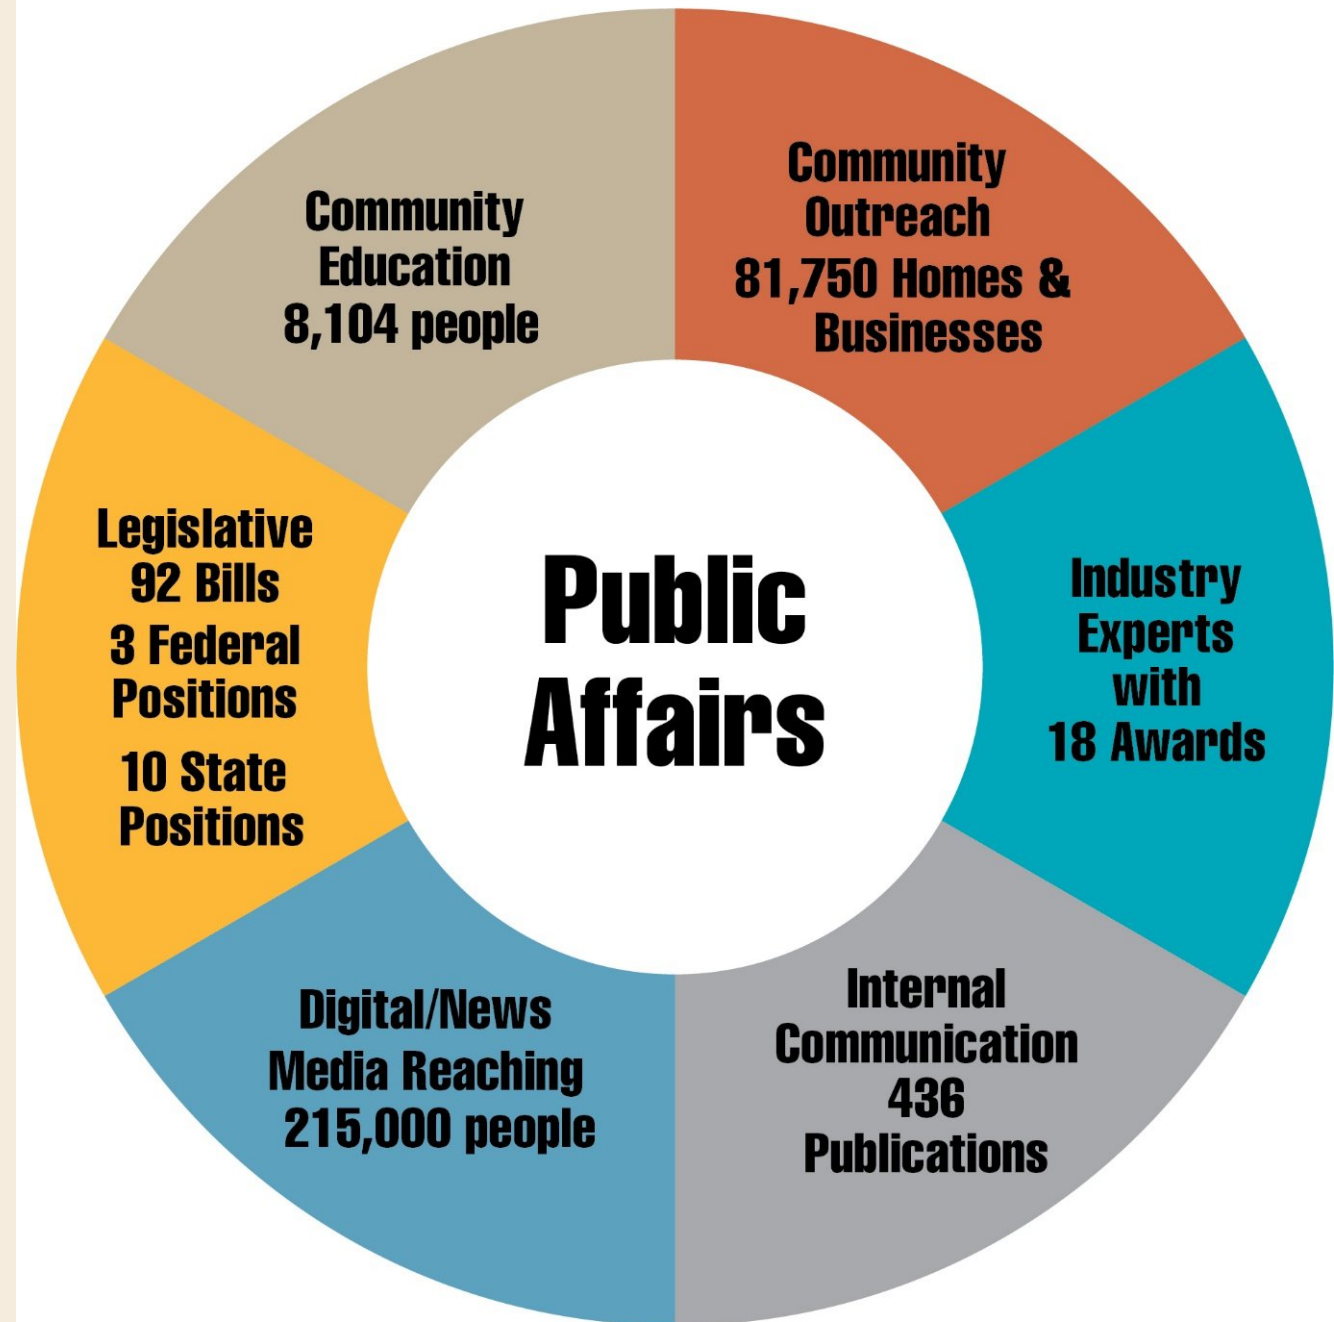 Public
Affairs
Community
Outreach
81,750 Homes &
Businesses
Industry
Experts
with
18 Awards
Internal
Communication
436
Publications
Digital/News
Media Reaching
215,000 people
Legislative
92 Bills
3 Federal
Positions
10 State
Positions
Community
Education
8,104 people